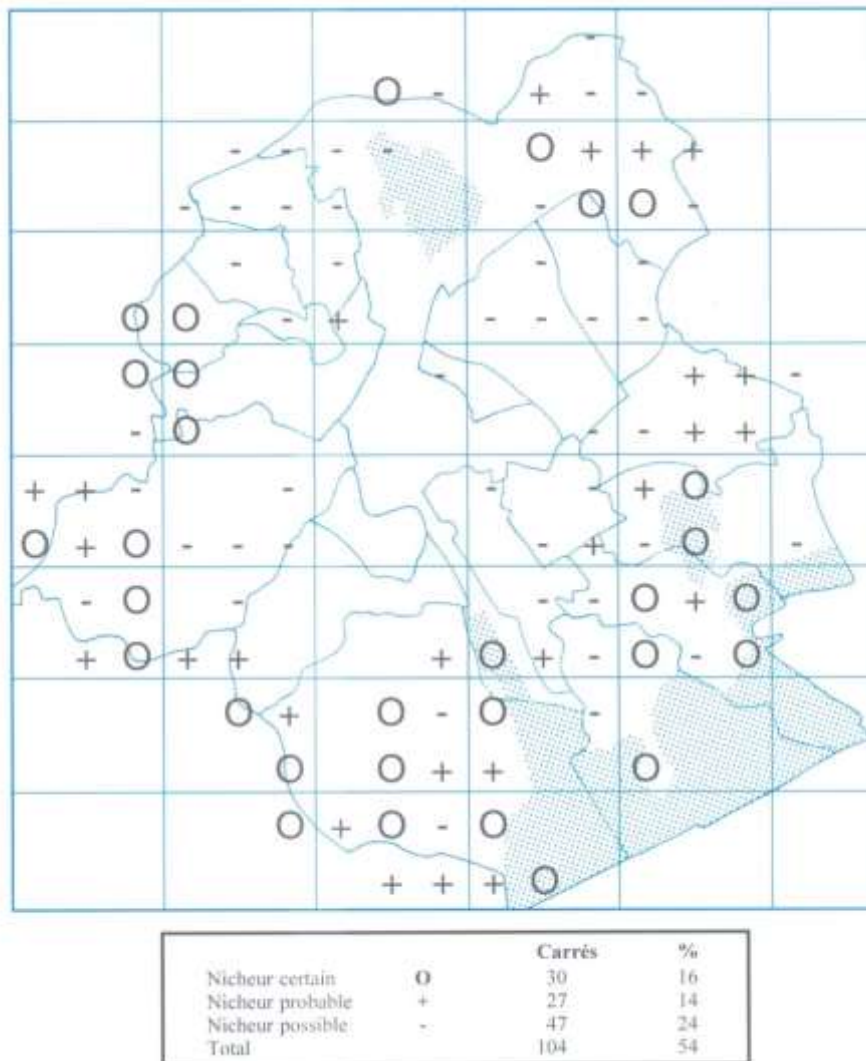 Carrés %
Nicheur certain O 30 16
Nicheur probable + 27 14
Nicheur possible - 47 24
Total 104 54